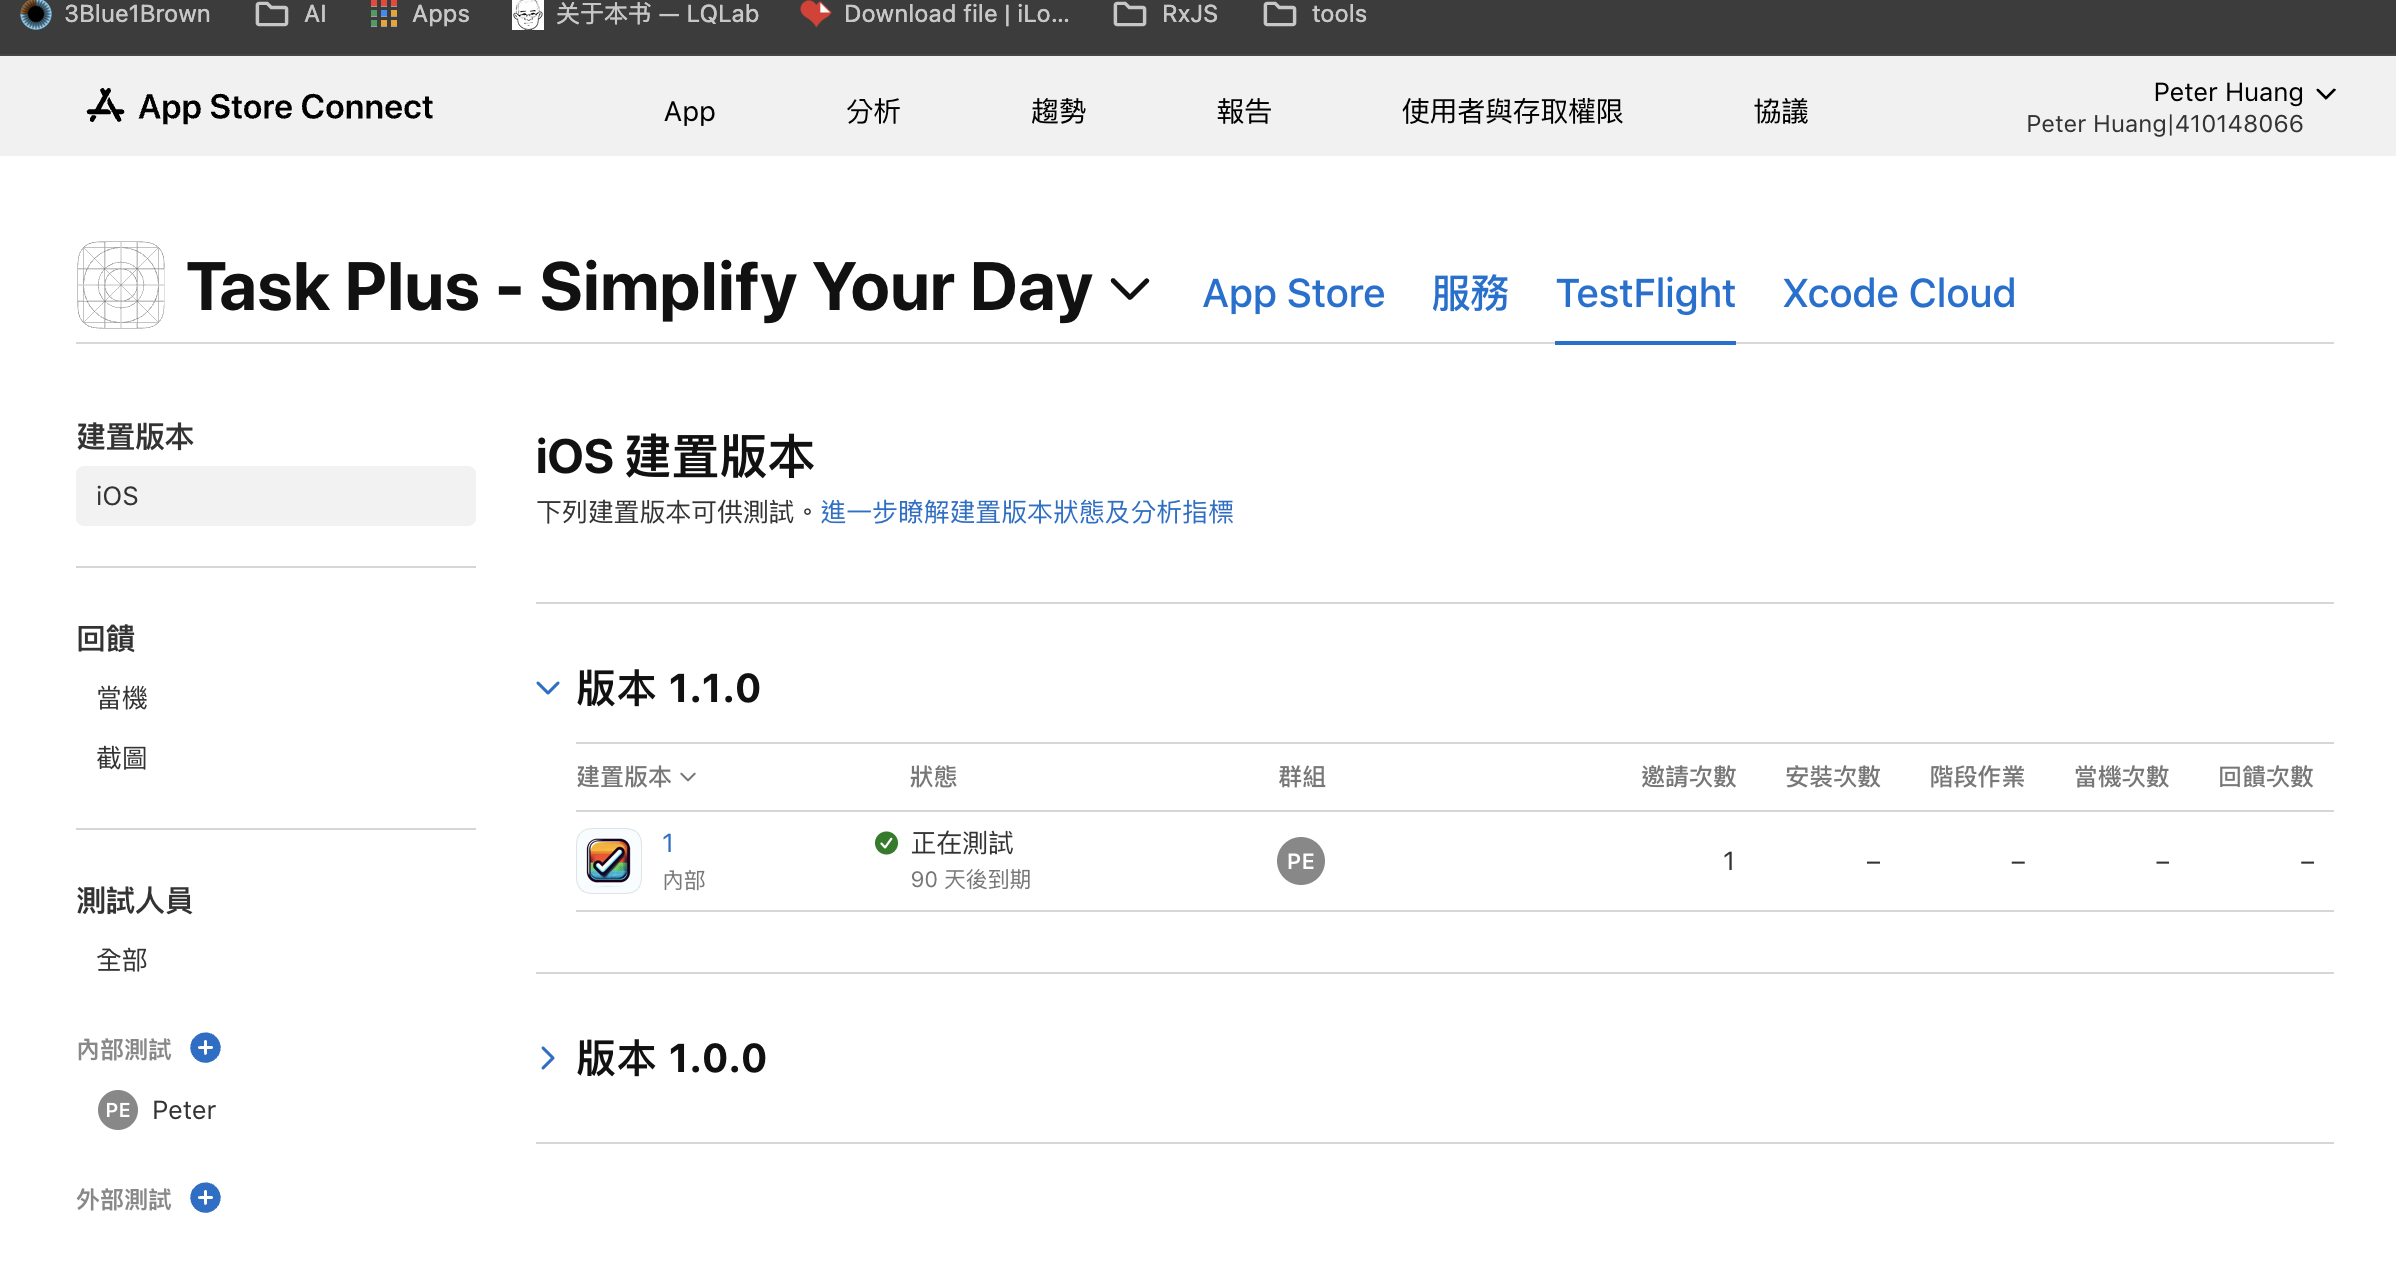 3Blue1Brown AI Apps 关于本书 — LQLab Download file | iLo... RxJS tools
App Store Connect App 分析 趨勢 報告 使用者與存取權限 協議 Peter Huang
Peter Huang|410148066
Task Plus - Simplify Your Day App Store 服務 TestFlight Xcode Cloud
建置版本
iOS
回饋
當機
截圖
測試人員
全部
內部測試
PE Peter
外部測試
iOS 建置版本
下列建置版本可供測試。進一步瞭解建置版本狀態及分析指標
版本 1.1.0
建置版本 狀態 群組 邀請次數 安裝次數 階段作業 當機次數 回饋次數
1 正在測試 PE 1 – – – –
內部 90 天後到期
版本 1.0.0